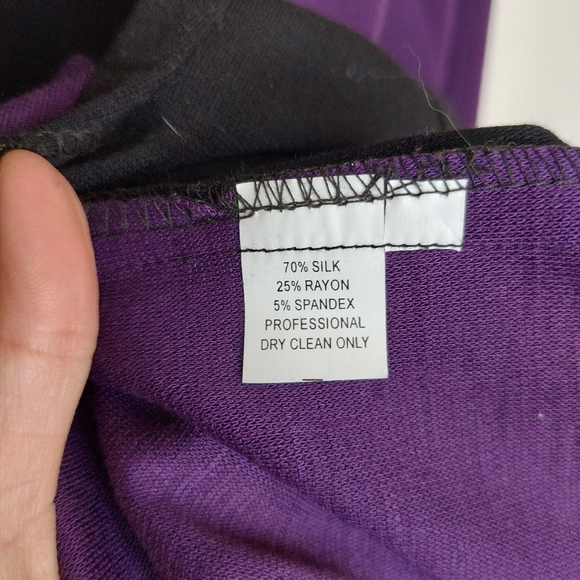 70% SILK
25% RAYON
5% SPANDEX
PROFESSIONAL
DRY CLEAN ONLY